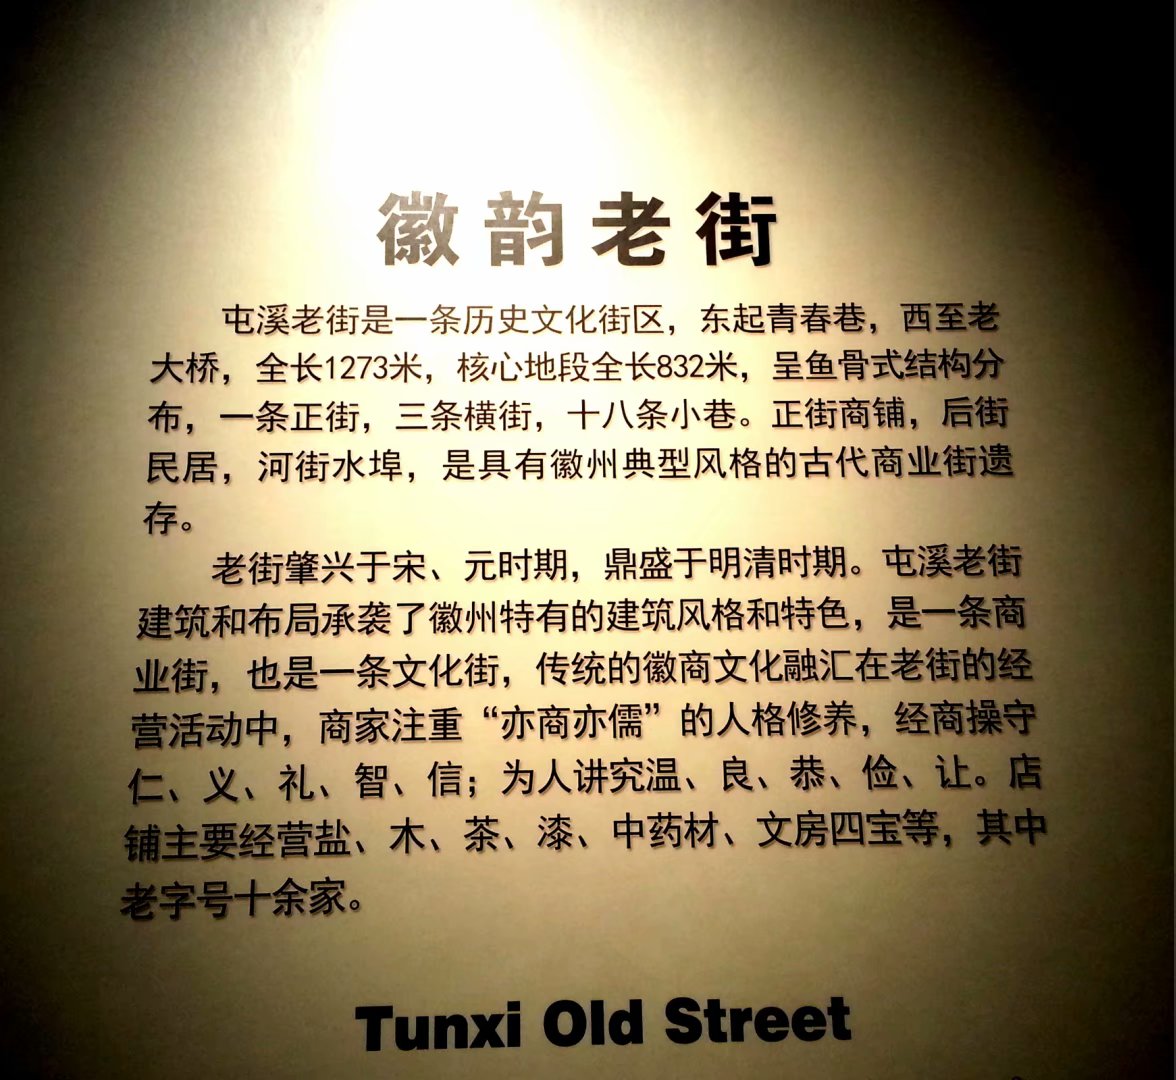 徽韵老街
屯溪老街是一条历史文化街区，东起青春巷，西至老
大桥，全长1273米，核心地段全长832米，呈鱼骨式结构分
布，一条正街，三条横街，十八条小巷。正街商铺，后街
民居，河街水埠，是具有徽州典型风格的古代商业街遗
存。
老街肇兴于宋、元时期，鼎盛于明清时期。屯溪老街
建筑和布局承袭了徽州特有的建筑风格和特色，是一条商
业街，也是一条文化街，传统的徽商文化融汇在老街的经
营活动中，商家注重“亦商亦儒”的人格修养，经商操守
仁、义、礼、智、信；为人讲究温、良、恭、俭、让。店
铺主要经营盐、木、茶、漆、中药材、文房四宝等，其中
老字号十余家。
Tunxi Old Street